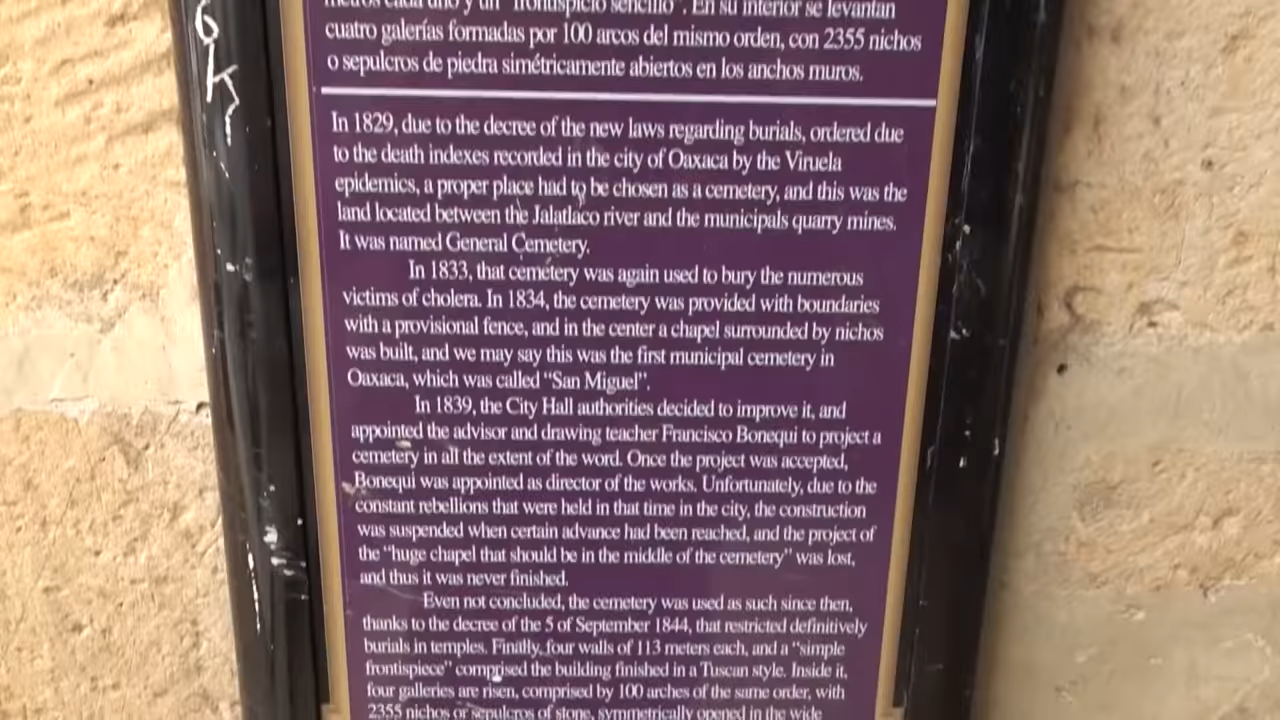 metros cada uno y un "frontispicio sencillo". En su interior se levantan
cuatro galerías formadas por 100 arcos del mismo orden, con 2355 nichos
o sepulcros de piedra simétricamente abiertos en los anchos muros.
In 1829, due to the decree of the new laws regarding burials, ordered due
to the death indexes recorded in the city of Oaxaca by the Viruela
epidemics, a proper place had to be chosen as a cemetery, and this was the
land located between the Jalatlaco river and the municipals quarry mines.
It was named General Cemetery.
In 1833, that cemetery was again used to bury the numerous
victims of cholera. In 1834, the cemetery was provided with boundaries
with a provisional fence, and in the center a chapel surrounded by nichos
was built, and we may say this was the first municipal cemetery in
Oaxaca, which was called "San Miguel".
In 1839, the City Hall authorities decided to improve it, and
appointed the advisor and drawing teacher Francisco Bonequi to project a
cemetery in all the extent of the word. Once the project was accepted,
Bonequi was appointed as director of the works. Unfortunately, due to the
constant rebellions that were held in that time in the city, the construction
was suspended when certain advance had been reached, and the project of
the "huge chapel that should be in the middle of the cemetery" was lost,
and thus it was never finished.
Even not concluded, the cemetery was used as such since then,
thanks to the decree of the 5 of September 1844, that restricted definitively
burials in temples. Finally, four walls of 113 meters each, and a "simple
frontispiece" comprised the building finished in a Tuscan style. Inside it,
four galleries are risen, comprised by 100 arches of the same order, with
2355 nichos or sepulcros of stone, symmetrically opened in the wide